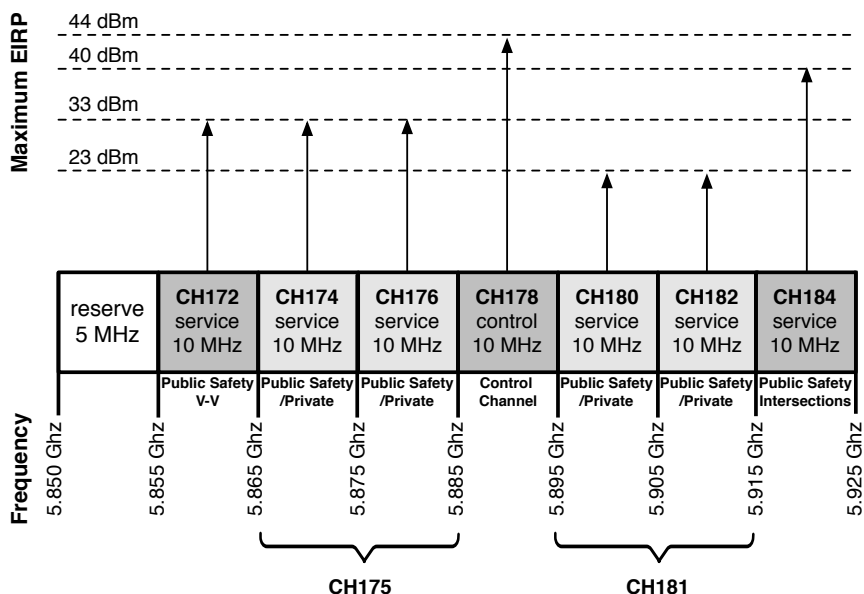 Maximum EIRP
44 dBm
40 dBm
33 dBm
23 dBm
reserve
5 MHz
CH172
service
10 MHz
CH174
service
10 MHz
CH176
service
10 MHz
CH178
control
10 MHz
CH180
service
10 MHz
CH182
service
10 MHz
CH184
service
10 MHz
Public Safety
V-V
Public Safety
/Private
Public Safety
/Private
Control
Channel
Public Safety
/Private
Public Safety
/Private
Public Safety
Intersections
Frequency
5.850 Ghz
5.855 Ghz
5.865 Ghz
5.875 Ghz
5.885 Ghz
5.895 Ghz
5.905 Ghz
5.915 Ghz
5.925 Ghz
CH175
CH181